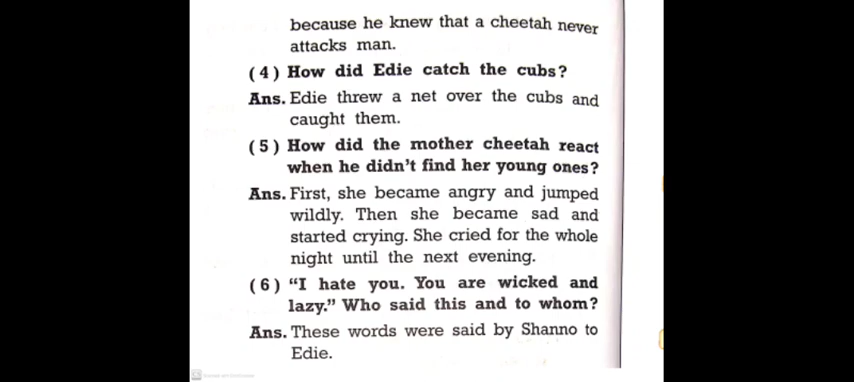 because he knew that a cheetah never
attacks man.
(4) How did Edie catch the cubs?
Ans. Edie threw a net over the cubs and
caught them.
(5) How did the mother cheetah react
when he didn't find her young ones?
Ans. First, she became angry and jumped
wildly. Then she became sad and
started crying. She cried for the whole
night until the next evening.
(6) "I hate you. You are wicked and
lazy." Who said this and to whom?
Ans. These words were said by Shanno to
Edie.